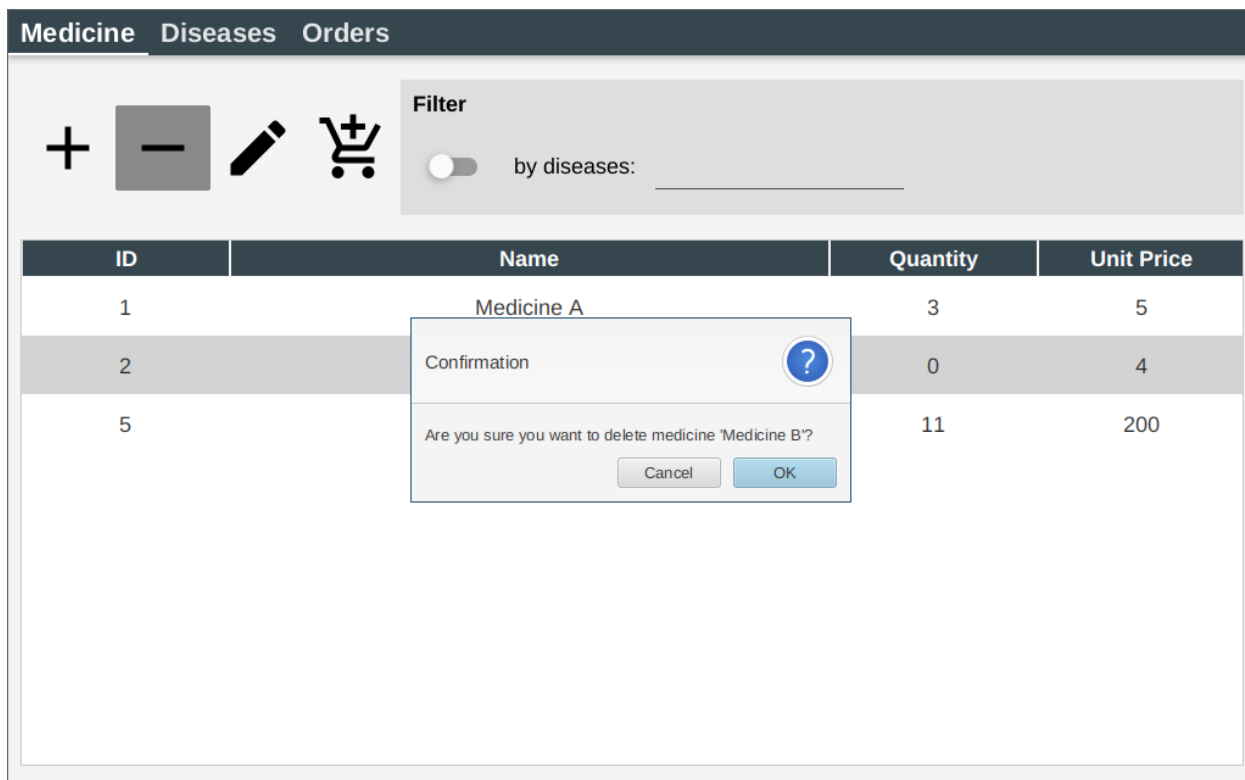 Medicine Diseases Orders
Filter
by diseases:
ID Name Quantity Unit Price
1 Medicine A 3 5
2 0 4
5 11 200
Confirmation
?
Are you sure you want to delete medicine 'Medicine B'?
Cancel OK